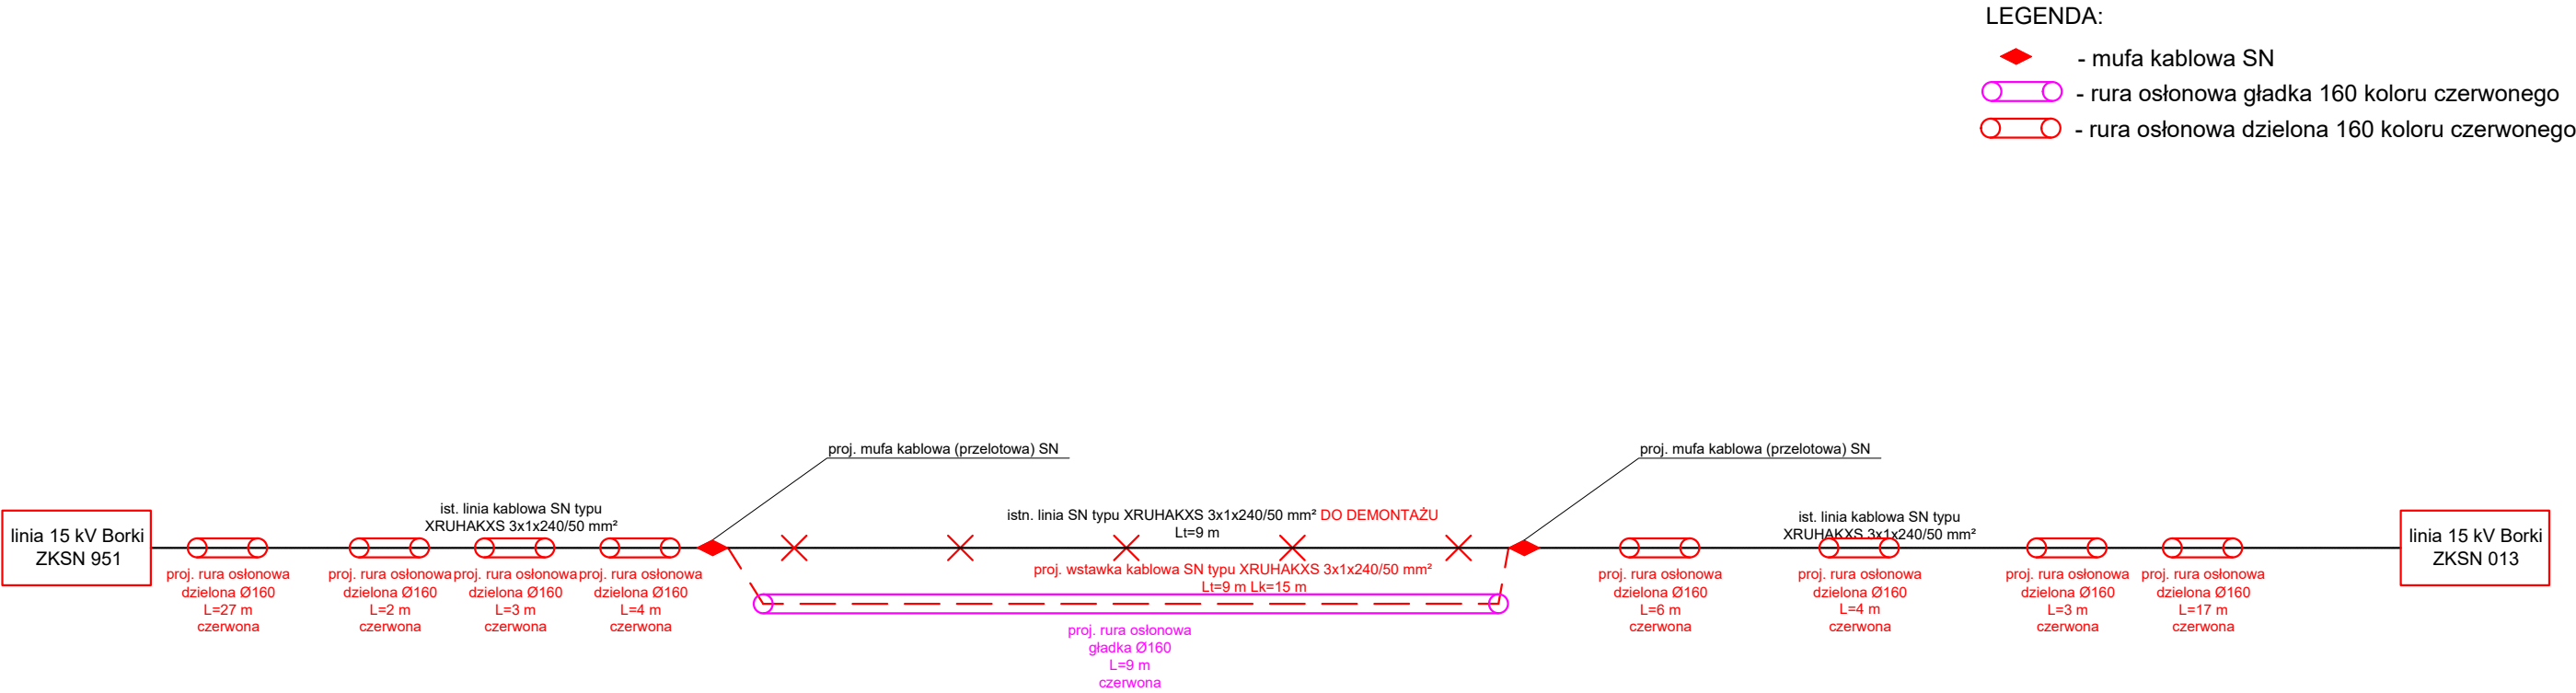 LEGENDA:
- mufa kablowa SN
- rura osłonowa gładka 160 koloru czerwonego
- rura osłonowa dzielona 160 koloru czerwonego
proj. mufa kablowa (przelotowa) SN
proj. mufa kablowa (przelotowa) SN
linia 15 kV Borki
ZKSN 951
ist. linia kablowa SN typu
XRUHAKXS 3x1x240/50 mm²
istn. linia SN typu XRUHAKXS 3x1x240/50 mm² DO DEMONTAŻU
Lt=9 m
ist. linia kablowa SN typu
XRUHAKXS 3x1x240/50 mm²
linia 15 kV Borki
ZKSN 013
proj. rura osłonowa
dzielona Ø160
L=27 m
czerwona
proj. rura osłonowa
dzielona Ø160
L=2 m
czerwona
proj. rura osłonowa
dzielona Ø160
L=3 m
czerwona
proj. rura osłonowa
dzielona Ø160
L=4 m
czerwona
proj. wstawka kablowa SN typu XRUHAKXS 3x1x240/50 mm²
Lt=9 m Lk=15 m
proj. rura osłonowa
gładka Ø160
L=9 m
czerwona
proj. rura osłonowa
dzielona Ø160
L=6 m
czerwona
proj. rura osłonowa
dzielona Ø160
L=4 m
czerwona
proj. rura osłonowa
dzielona Ø160
L=3 m
czerwona
proj. rura osłonowa
dzielona Ø160
L=17 m
czerwona